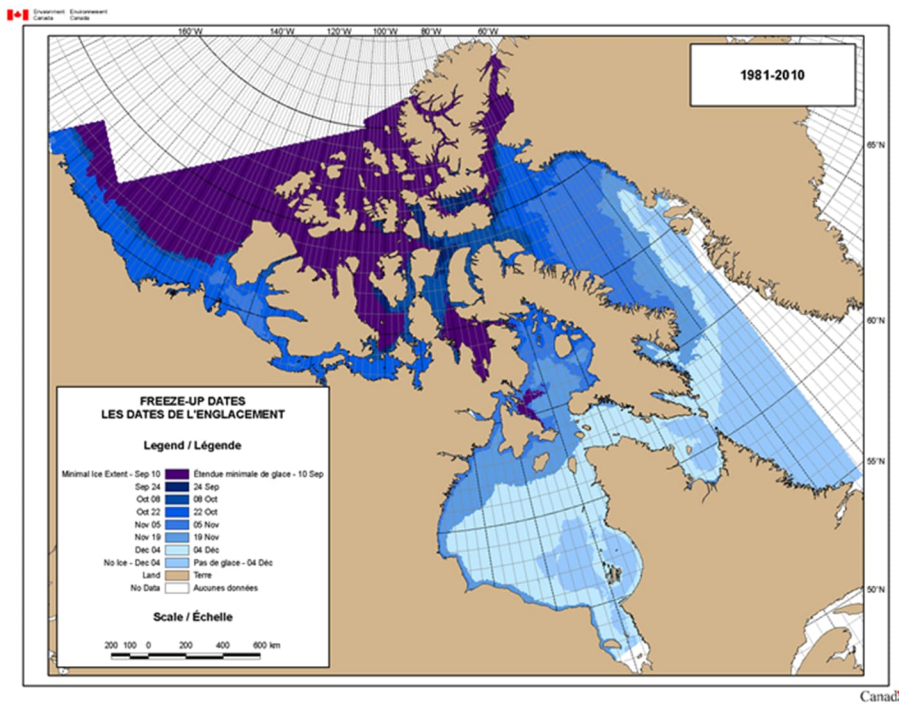 Environment Environnement
Canada Canada
160°W 140°W 120°W 100°W 80°W 60°W
1981-2010
65°N
60°N
55°N
50°N
FREEZE-UP DATES
LES DATES DE L'ENGLACEMENT
Legend / Légende
Minimal Ice Extent - Sep 10 Étendue minimale de glace - 10 Sep
Sep 24 24 Sep
Oct 08 08 Oct
Oct 22 22 Oct
Nov 05 05 Nov
Nov 19 19 Nov
Dec 04 04 Déc
No Ice - Dec 04 Pas de glace - 04 Déc
Land Terre
No Data Aucunes données
Scale / Échelle
200 100 0 200 400 600 km
Canada